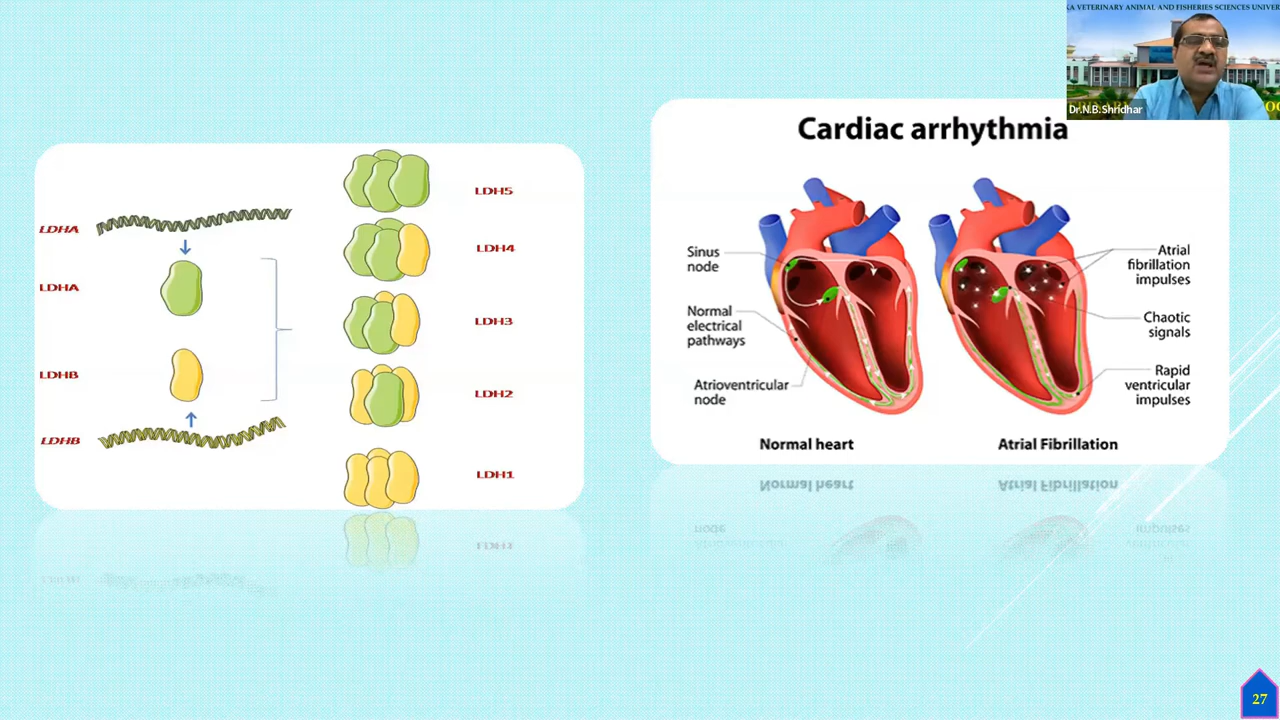 KA VETERINARY ANIMAL AND FISHERIES SCIENCES UNIVER
Dr.N.B.Shridhar
LDHA
LDHA
LDHB
LDHB
LDH5
LDH4
LDH3
LDH2
LDH1
Cardiac arrhythmia
Sinus
node
Normal
electrical
pathways
Atrioventricular
node
Atrial
fibrillation
impulses
Chaotic
signals
Rapid
ventricular
impulses
Normal heart
Atrial Fibrillation
27